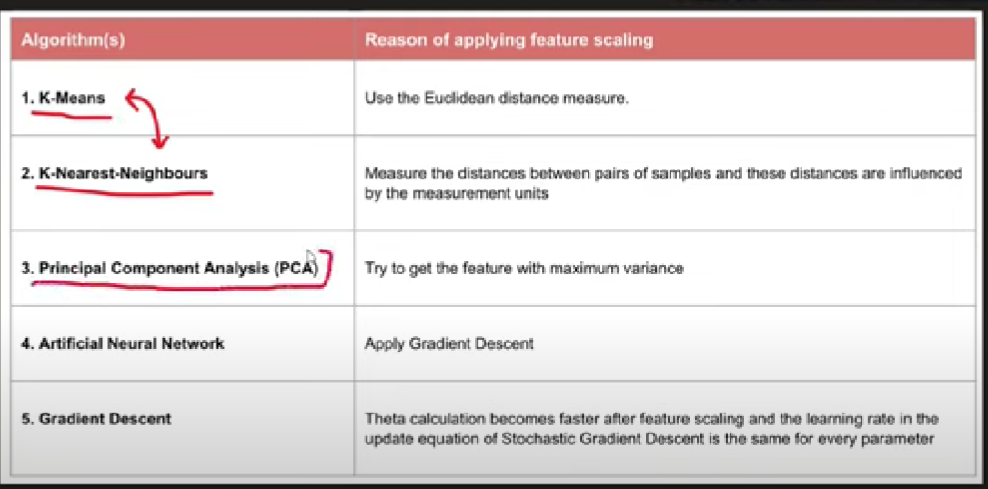 Algorithm(s)
Reason of applying feature scaling
1. K-Means
Use the Euclidean distance measure.
2. K-Nearest-Neighbours
Measure the distances between pairs of samples and these distances are influenced
by the measurement units
3. Principal Component Analysis (PCA)
Try to get the feature with maximum variance
4. Artificial Neural Network
Apply Gradient Descent
5. Gradient Descent
Theta calculation becomes faster after feature scaling and the learning rate in the
update equation of Stochastic Gradient Descent is the same for every parameter